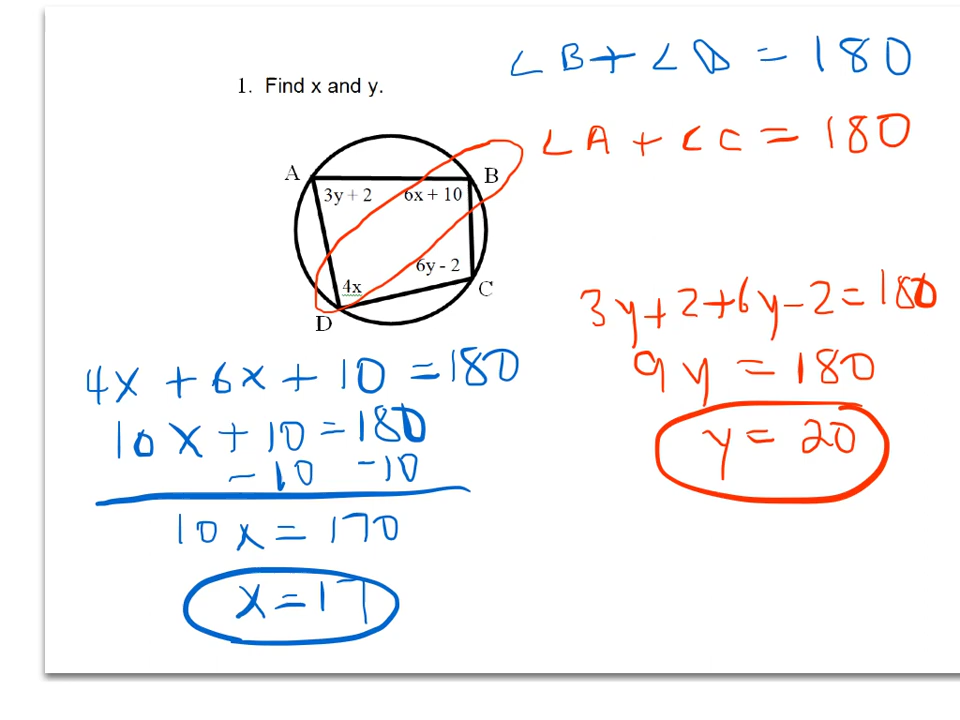 ∠B + ∠D = 180
1. Find x and y.
∠A + ∠C = 180
A
B
3y + 2
6x + 10
6y - 2
4x
C
D
3y + 2 + 6y - 2 = 180
9y = 180
y = 20
4x + 6x + 10 = 180
10x + 10 = 180
- 10 - 10
10x = 170
x = 17